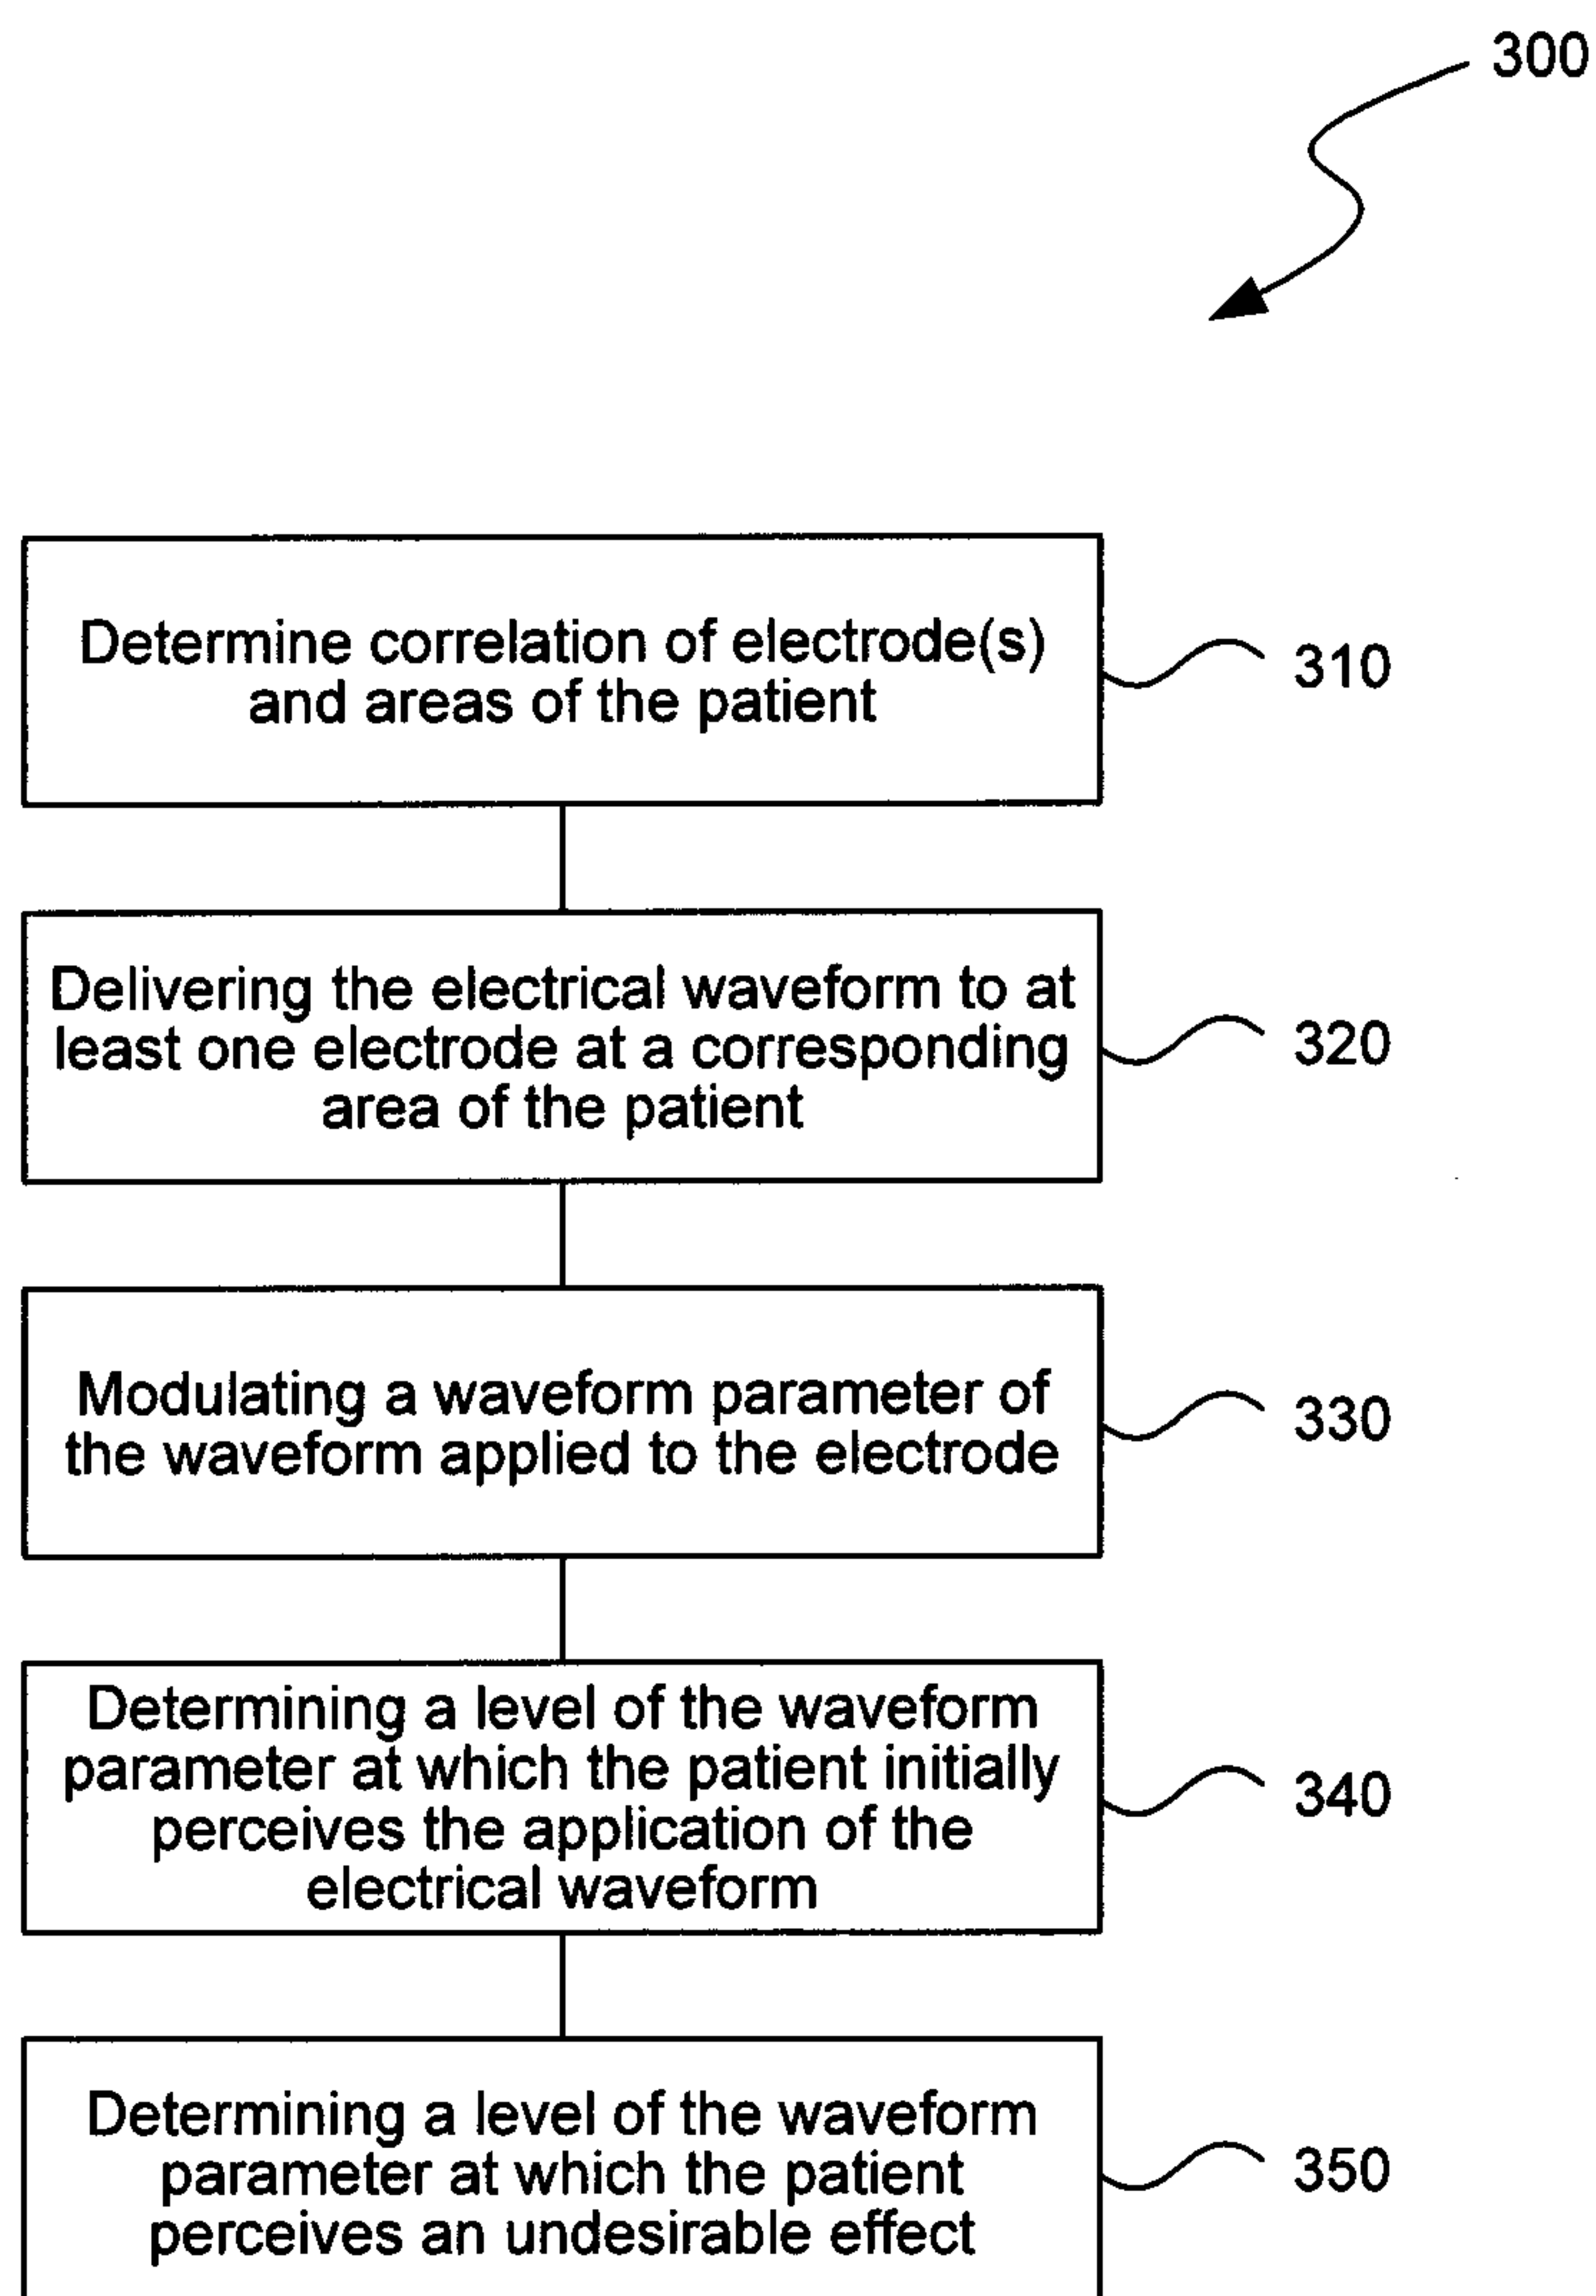 300
Determine correlation of electrode(s)
and areas of the patient
310
Delivering the electrical waveform to at
least one electrode at a corresponding
area of the patient
320
Modulating a waveform parameter of
the waveform applied to the electrode
330
Determining a level of the waveform
parameter at which the patient initially
perceives the application of the
electrical waveform
340
Determining a level of the waveform
parameter at which the patient
perceives an undesirable effect
350